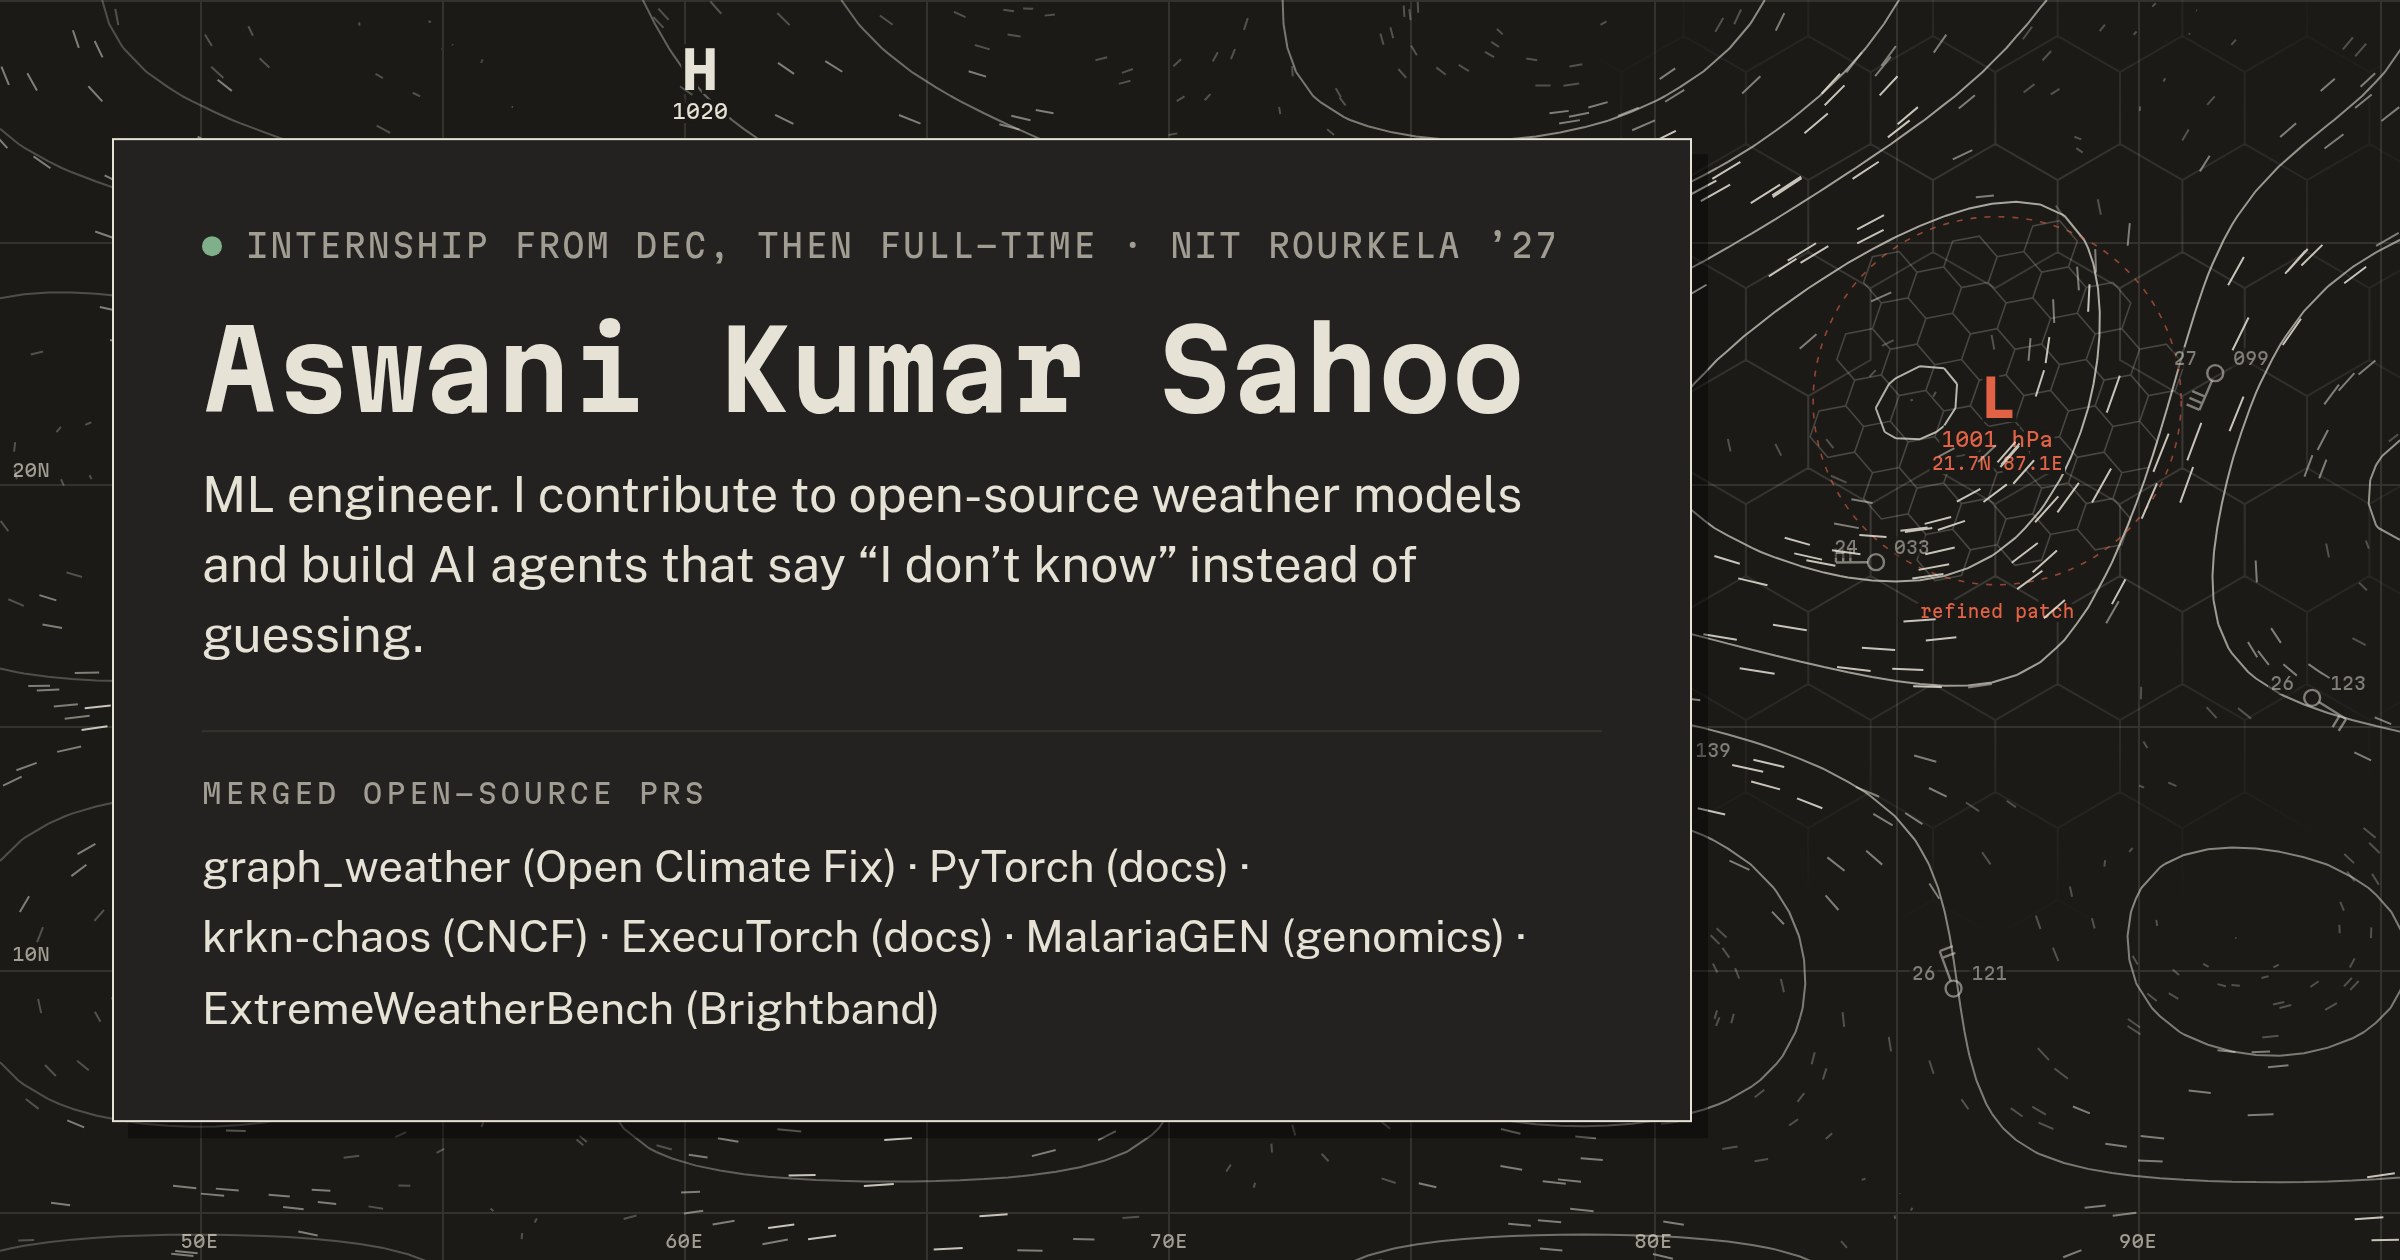 H
1020
INTERNSHIP FROM DEC, THEN FULL-TIME · NIT ROURKELA ’27
Aswani Kumar Sahoo
ML engineer. I contribute to open-source weather models
and build AI agents that say “I don’t know” instead of
guessing.
MERGED OPEN-SOURCE PRS
graph_weather (Open Climate Fix) · PyTorch (docs) ·
krkn-chaos (CNCF) · ExecuTorch (docs) · MalariaGEN (genomics) ·
ExtremeWeatherBench (Brightband)
27 099
L
1001 hPa
21.7N 87.1E
24 033
refined patch
26 123
139
26 121
20N
10N
50E 60E 70E 80E 90E